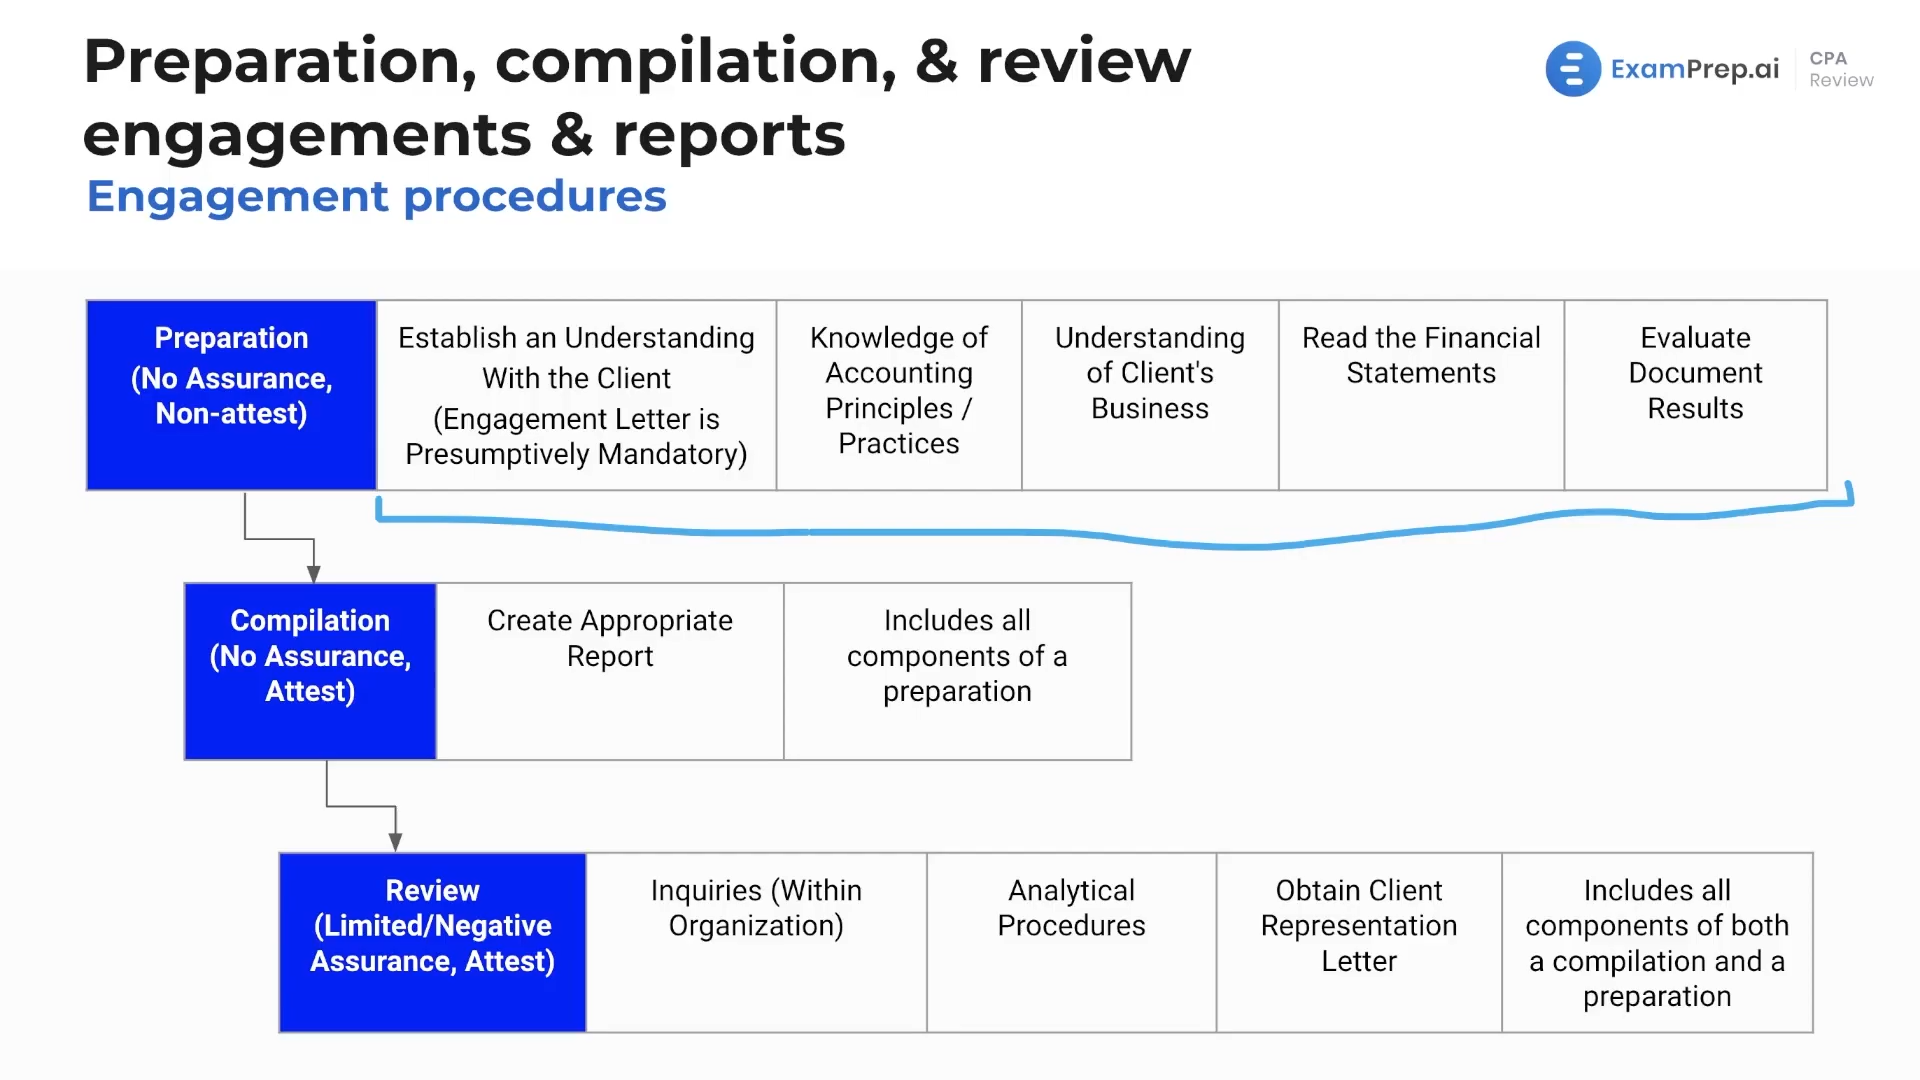 Preparation, compilation, & review
engagements & reports
Engagement procedures
ExamPrep.ai
CPA
Review
Preparation
(No Assurance,
Non-attest)
Establish an Understanding
With the Client
(Engagement Letter is
Presumptively Mandatory)
Knowledge of
Accounting
Principles /
Practices
Understanding
of Client's
Business
Read the Financial
Statements
Evaluate
Document
Results
Compilation
(No Assurance,
Attest)
Create Appropriate
Report
Includes all
components of a
preparation
Review
(Limited/Negative
Assurance, Attest)
Inquiries (Within
Organization)
Analytical
Procedures
Obtain Client
Representation
Letter
Includes all
components of both
a compilation and a
preparation